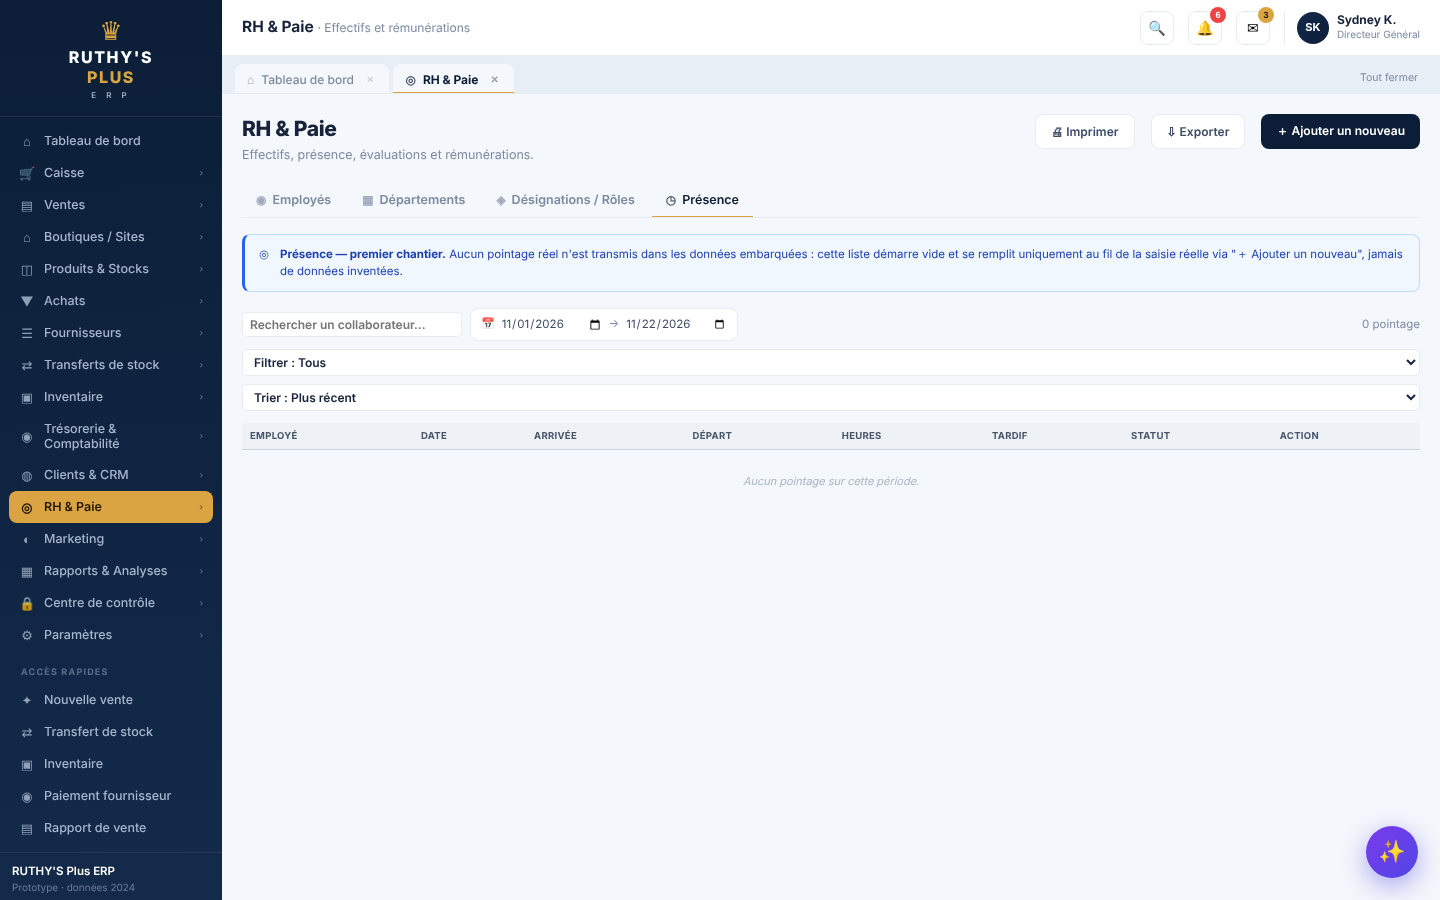 RUTHY'S
PLUS
ERP
Tableau de bord
Caisse
Ventes
Boutiques / Sites
Produits & Stocks
Achats
Fournisseurs
Transferts de stock
Inventaire
Trésorerie &
Comptabilité
Clients & CRM
RH & Paie
Marketing
Rapports & Analyses
Centre de contrôle
Paramètres
ACCÈS RAPIDES
Nouvelle vente
Transfert de stock
Inventaire
Paiement fournisseur
Rapport de vente
RUTHY'S Plus ERP
Prototype · données 2024
RH & Paie · Effectifs et rémunérations
6
3
SK
Sydney K.
Directeur Général
Tableau de bord ×
RH & Paie ×
Tout fermer
RH & Paie
Effectifs, présence, évaluations et rémunérations.
Imprimer
Exporter
+ Ajouter un nouveau
Employés
Départements
Désignations / Rôles
Présence
Présence — premier chantier. Aucun pointage réel n'est transmis dans les données embarquées : cette liste démarre vide et se remplit uniquement au fil de la saisie réelle via "+ Ajouter un nouveau", jamais
de données inventées.
Rechercher un collaborateur...
11/01/2026 → 11/22/2026
0 pointage
Filtrer : Tous
Trier : Plus récent
EMPLOYÉ DATE ARRIVÉE DÉPART HEURES TARDIF STATUT ACTION
Aucun pointage sur cette période.